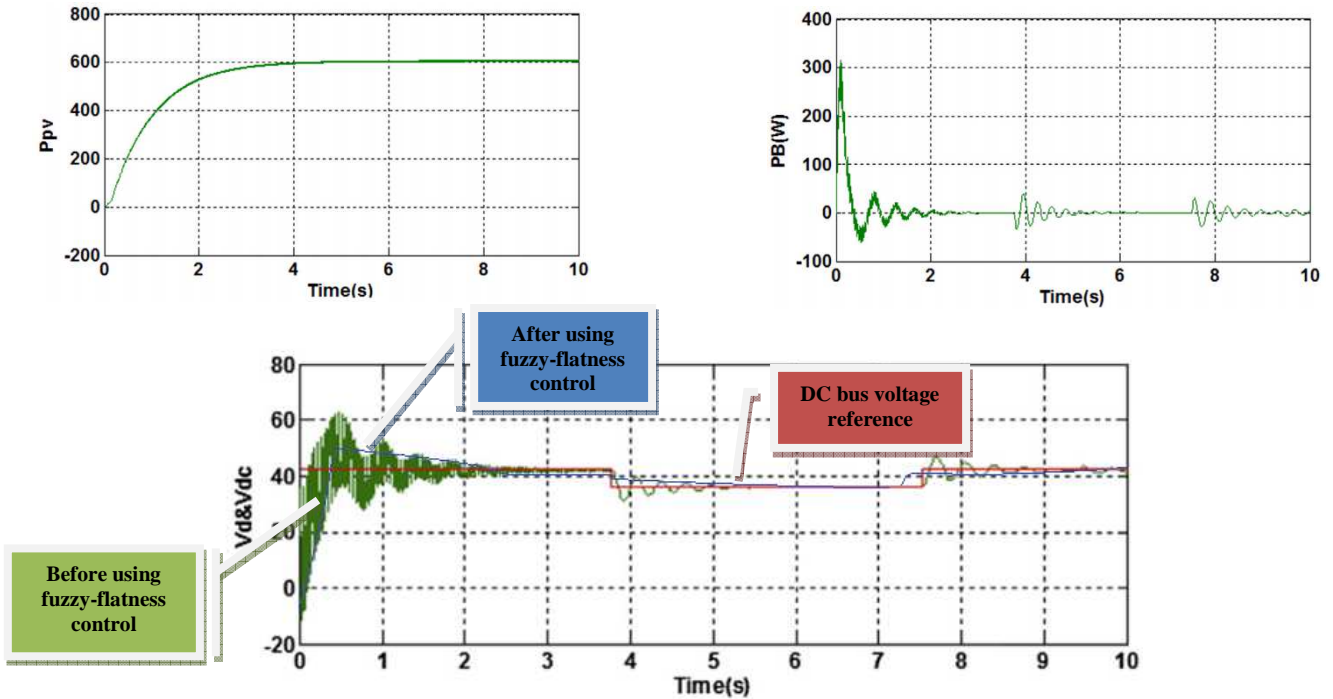 800
600
400
200
0
-200
Ppv
0 2 4 6 8 10
Time(s)
400
300
200
100
0
-100
PB(W)
0 2 4 6 8 10
Time(s)
After using
fuzzy-flatness
control
DC bus voltage
reference
Before using
fuzzy-flatness
control
80
60
40
20
0
-20
Vd&Vdc
0 1 2 3 4 5 6 7 8 9 10
Time(s)